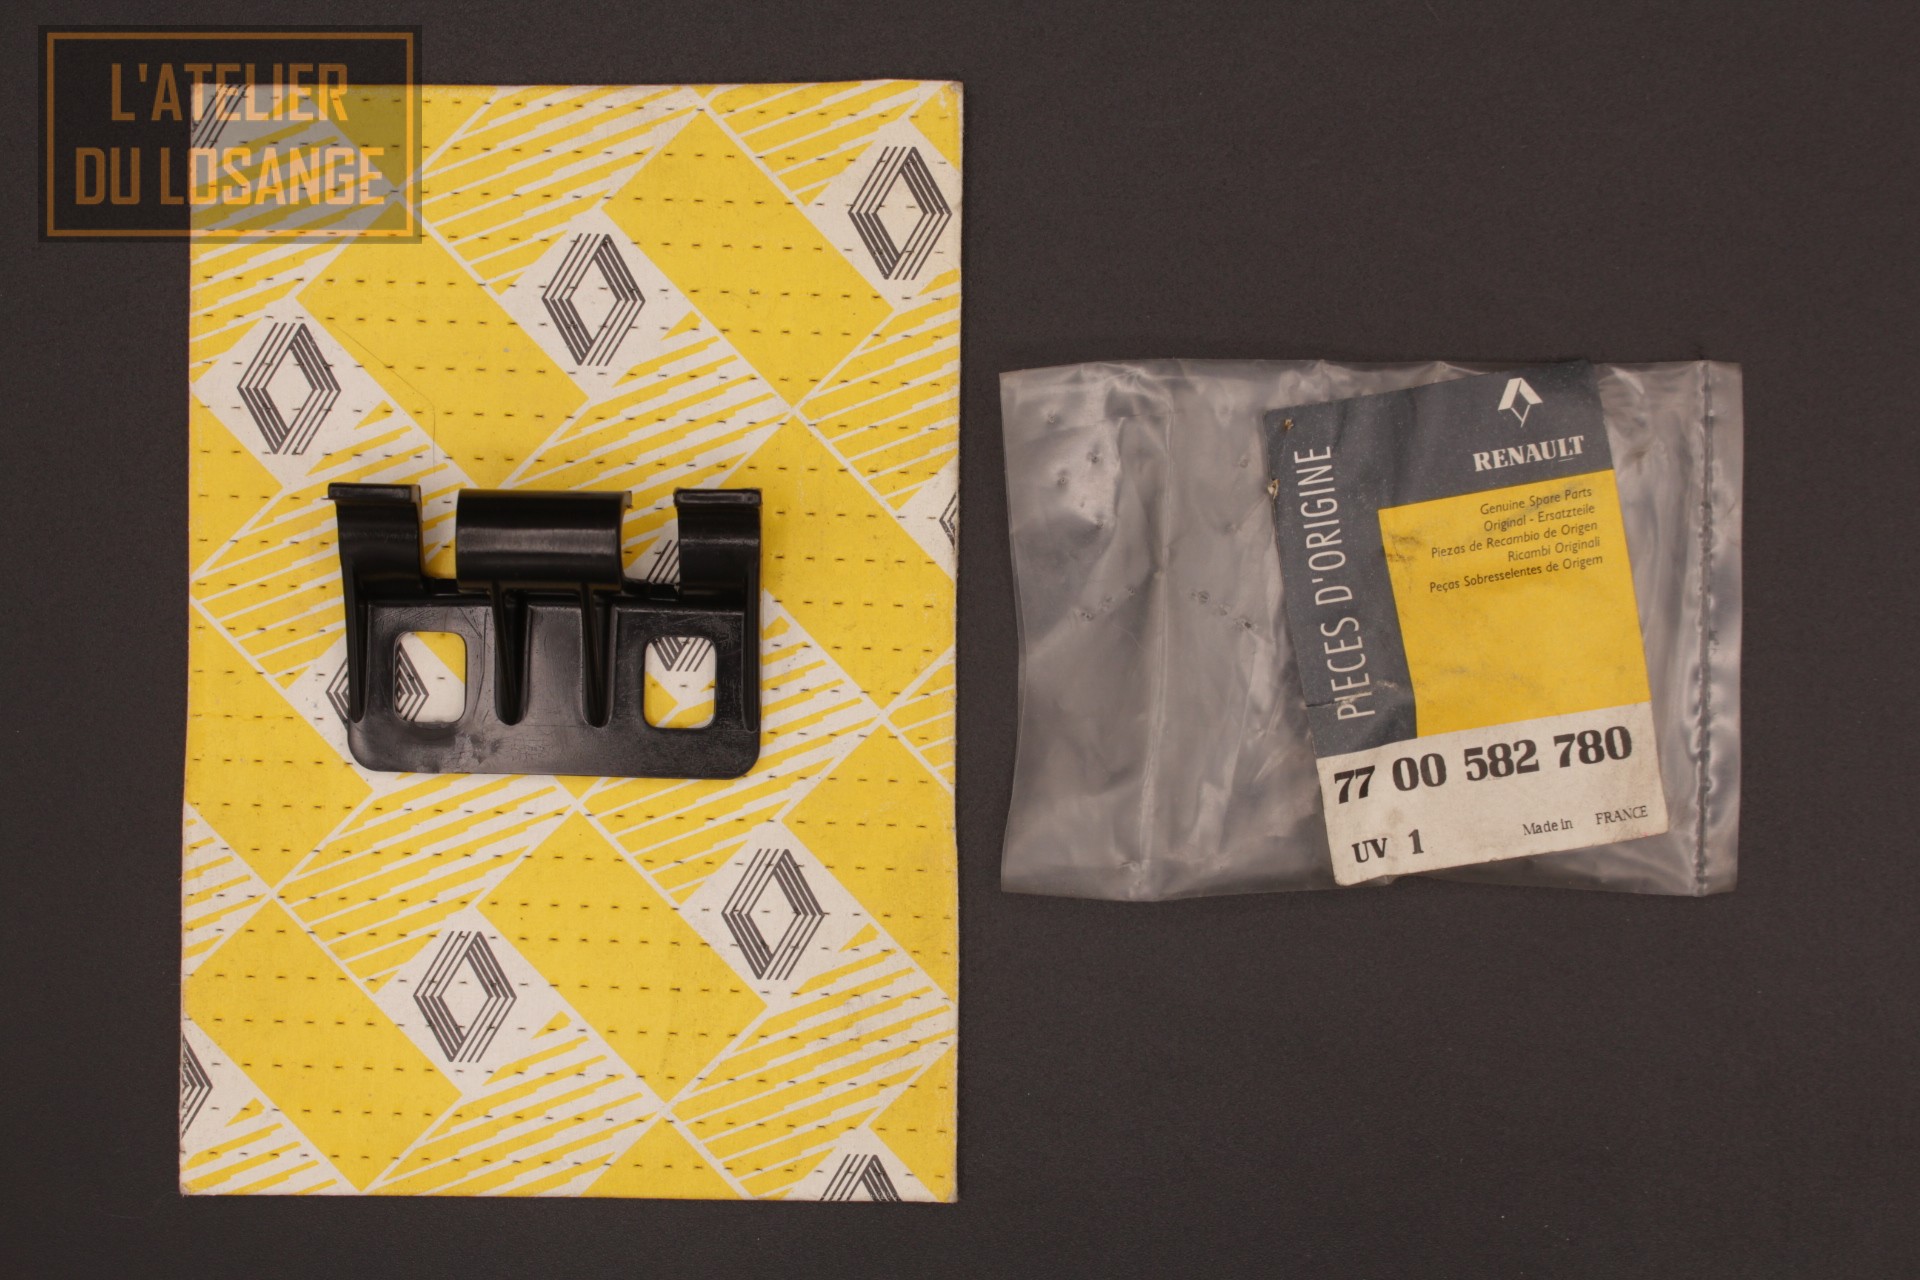 L'ATELIER
DU LOSANGE
PIECES D'ORIGINE
RENAULT
Genuine Spare Parts
Original - Ersatzteile
Piezas de Recambio de Origen
Ricambi Originali
Peças Sobresselentes de Origem
77 00 582 780
UV 1
Made in FRANCE